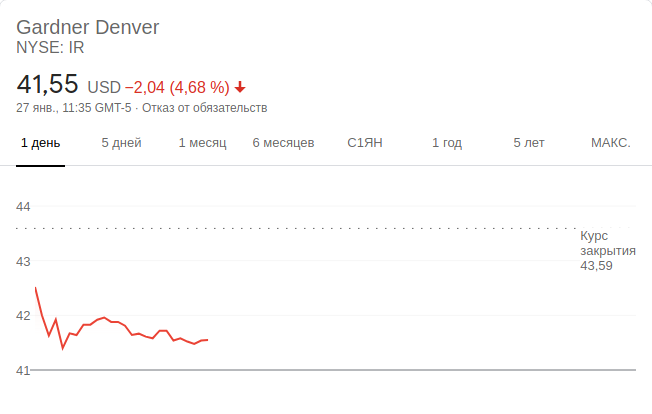 Gardner Denver
NYSE: IR
41,55 USD −2,04 (4,68 %)
27 янв., 11:35 GMT-5 · Отказ от обязательств
1 день 5 дней 1 месяц 6 месяцев С1ЯН 1 год 5 лет МАКС.
44
Курс
закрытия
43,59
43
42
41